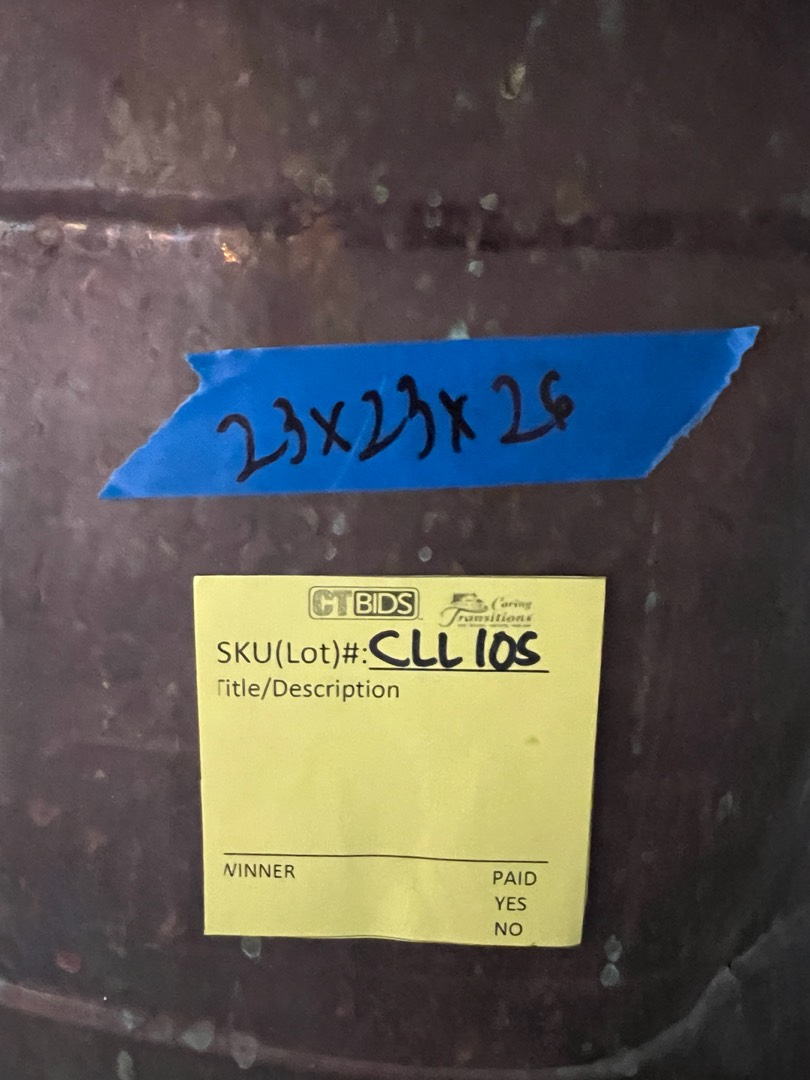 23x23x26
CTBIDS
Caring
Transitions
SKU(Lot)#: CLL105
Title/Description
WINNER
PAID
YES
NO